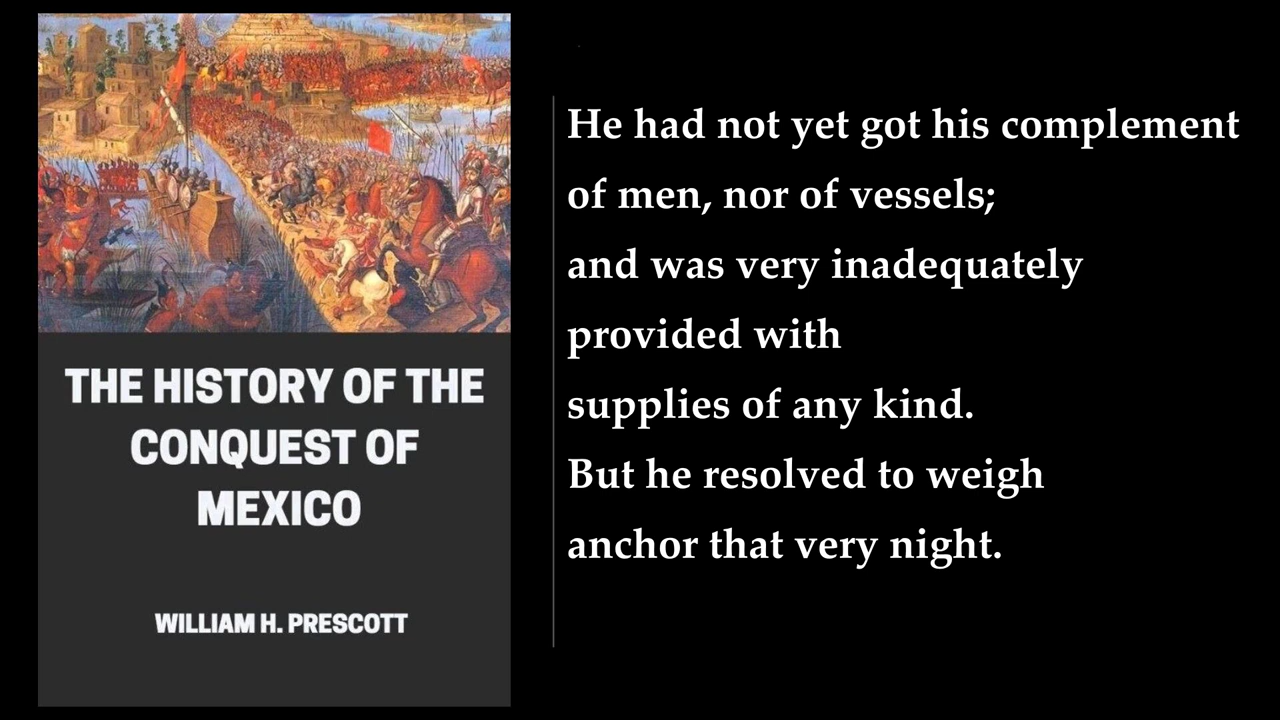 THE HISTORY OF THE
CONQUEST OF
MEXICO
WILLIAM H. PRESCOTT
He had not yet got his complement
of men, nor of vessels;
and was very inadequately
provided with
supplies of any kind.
But he resolved to weigh
anchor that very night.